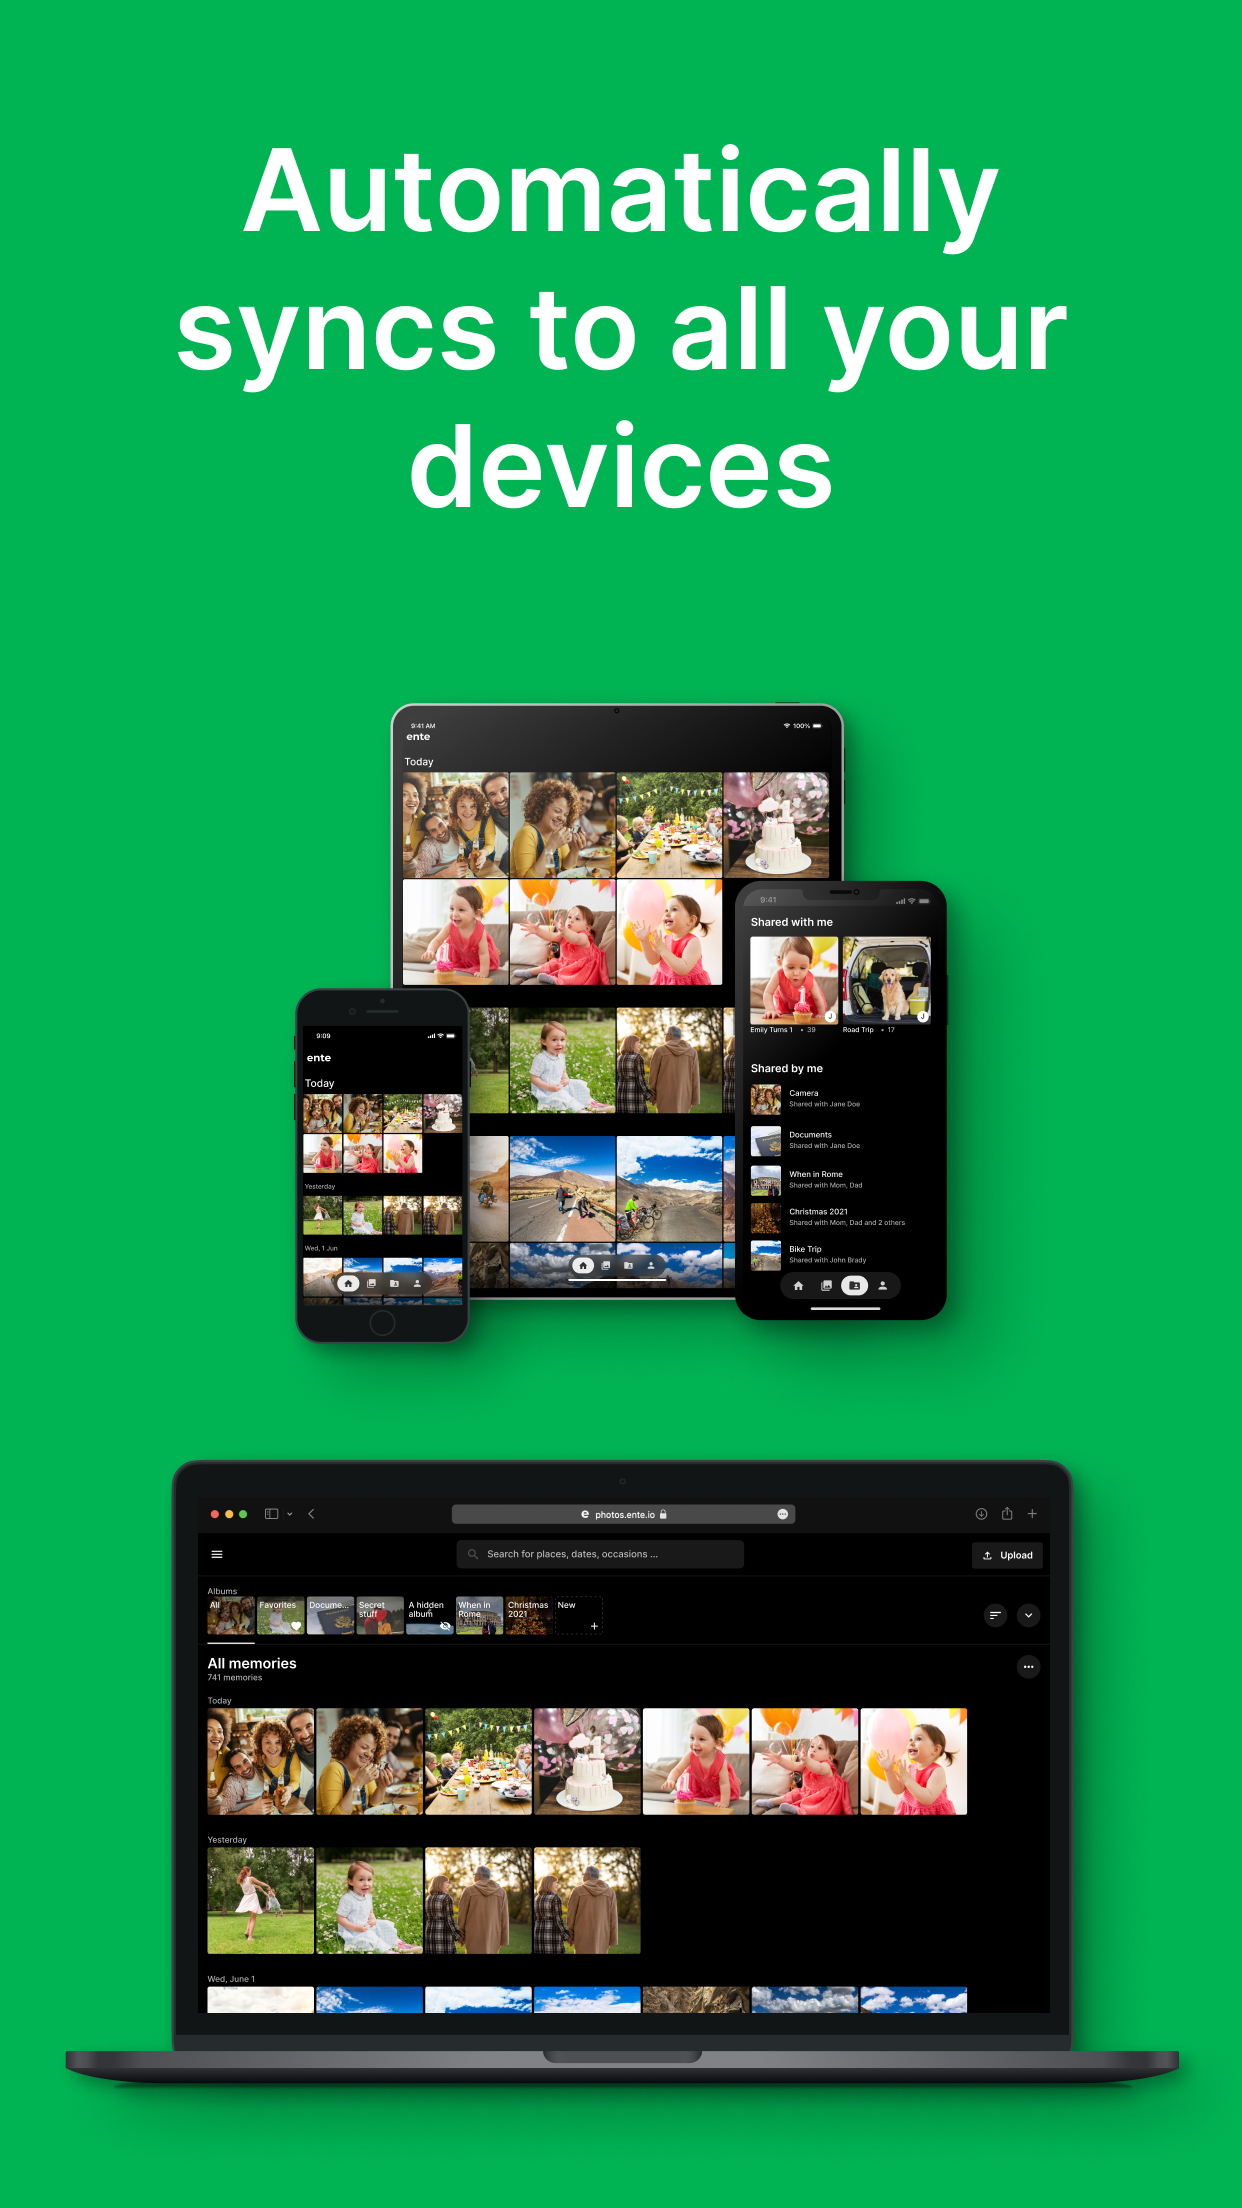 Automatically
syncs to all your
devices
9:41 AM
100%
ente
Today
9:41
Shared with me
Emily Turns 1 • 39
Road Trip • 17
Shared by me
Camera
Shared with Jane Doe
Documents
Shared with Jane Doe
When in Rome
Shared with Mom, Dad
Christmas 2021
Shared with Mom, Dad and 2 others
Bike Trip
Shared with John Brady
9:09
ente
Today
Yesterday
Wed, 1 Jun
e photos.ente.io
Search for places, dates, occasions ...
Upload
Albums
All
Favorites
Docume...
Secret
stuff
A hidden
album
When in
Rome
Christmas
2021
New
All memories
741 memories
Today
Yesterday
Wed, June 1